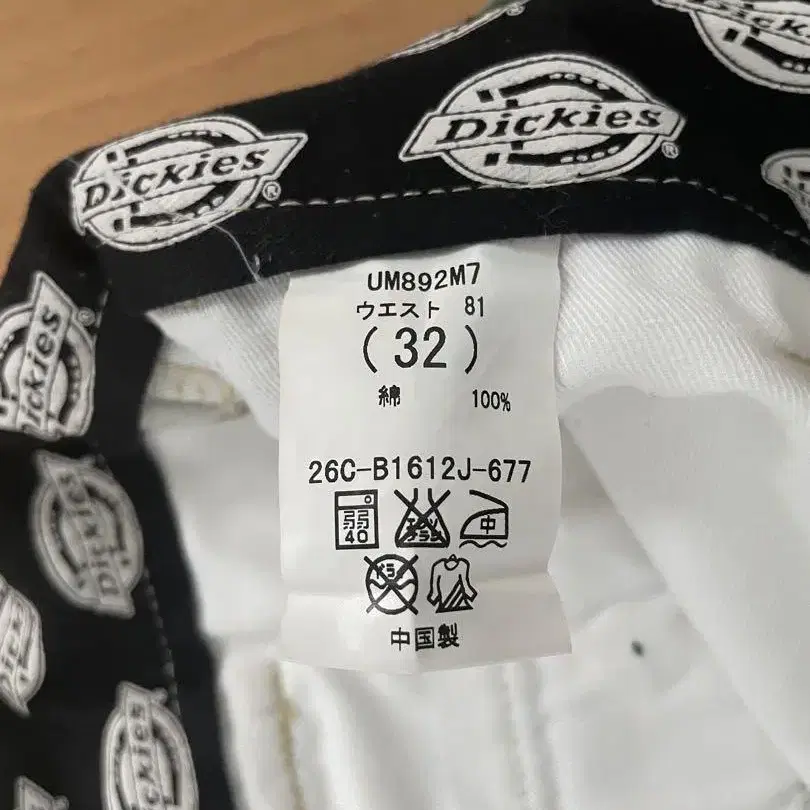 Dickies®
Dickies®
Dickies
Dickies
Dickies
UM892M7
ウエスト 81
(32)
綿 100%
26C-B1612J-677
弱
40
中
中国製